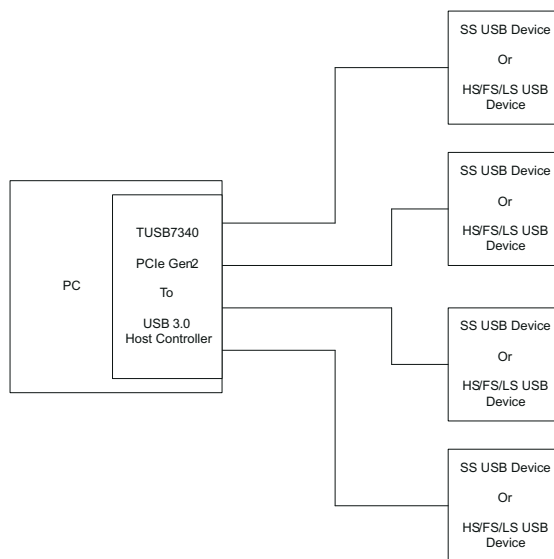 PC
TUSB7340
PCIe Gen2
To
USB 3.0
Host Controller
SS USB Device
Or
HS/FS/LS USB
Device
SS USB Device
Or
HS/FS/LS USB
Device
SS USB Device
Or
HS/FS/LS USB
Device
SS USB Device
Or
HS/FS/LS USB
Device